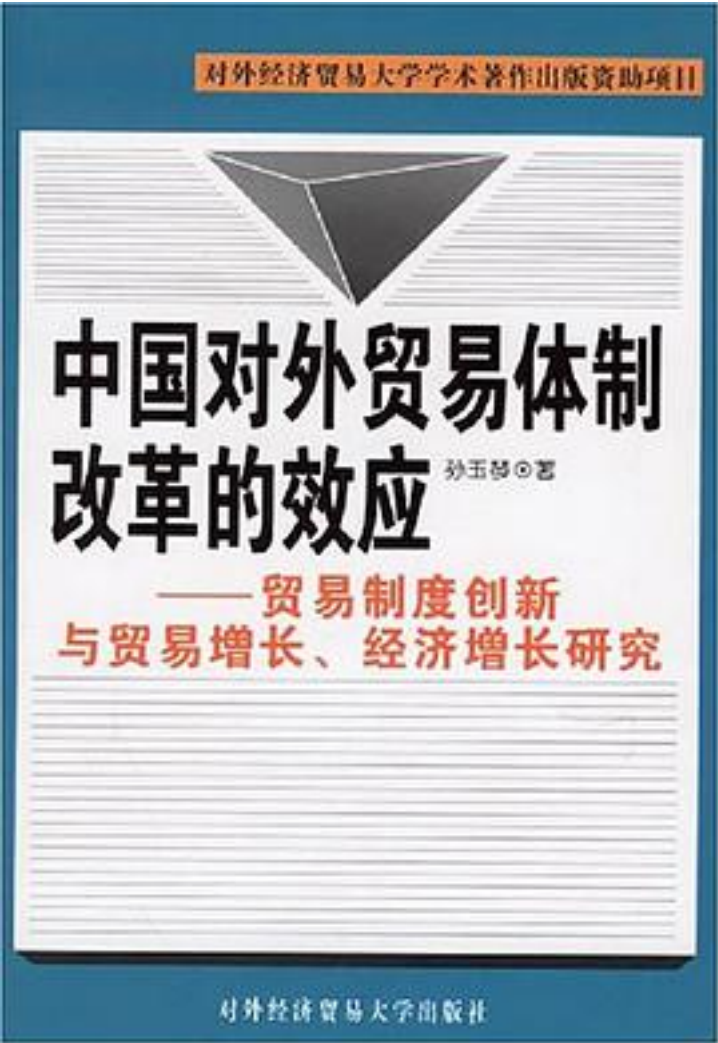 对外经济贸易大学学术著作出版资助项目
中国对外贸易体制
改革的效应
孙玉琴⊙著
——贸易制度创新
与贸易增长、经济增长研究
对外经济贸易大学出版社